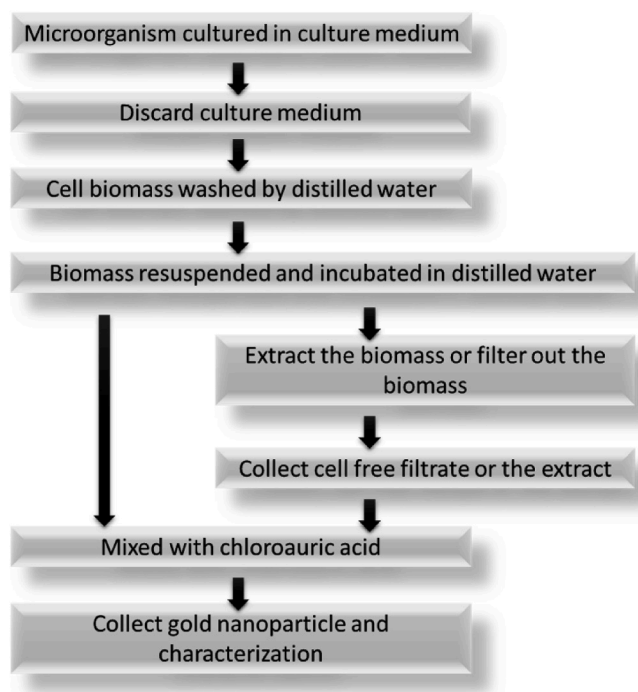 Microorganism cultured in culture medium
Discard culture medium
Cell biomass washed by distilled water
Biomass resuspended and incubated in distilled water
Extract the biomass or filter out the
biomass
Collect cell free filtrate or the extract
Mixed with chloroauric acid
Collect gold nanoparticle and
characterization